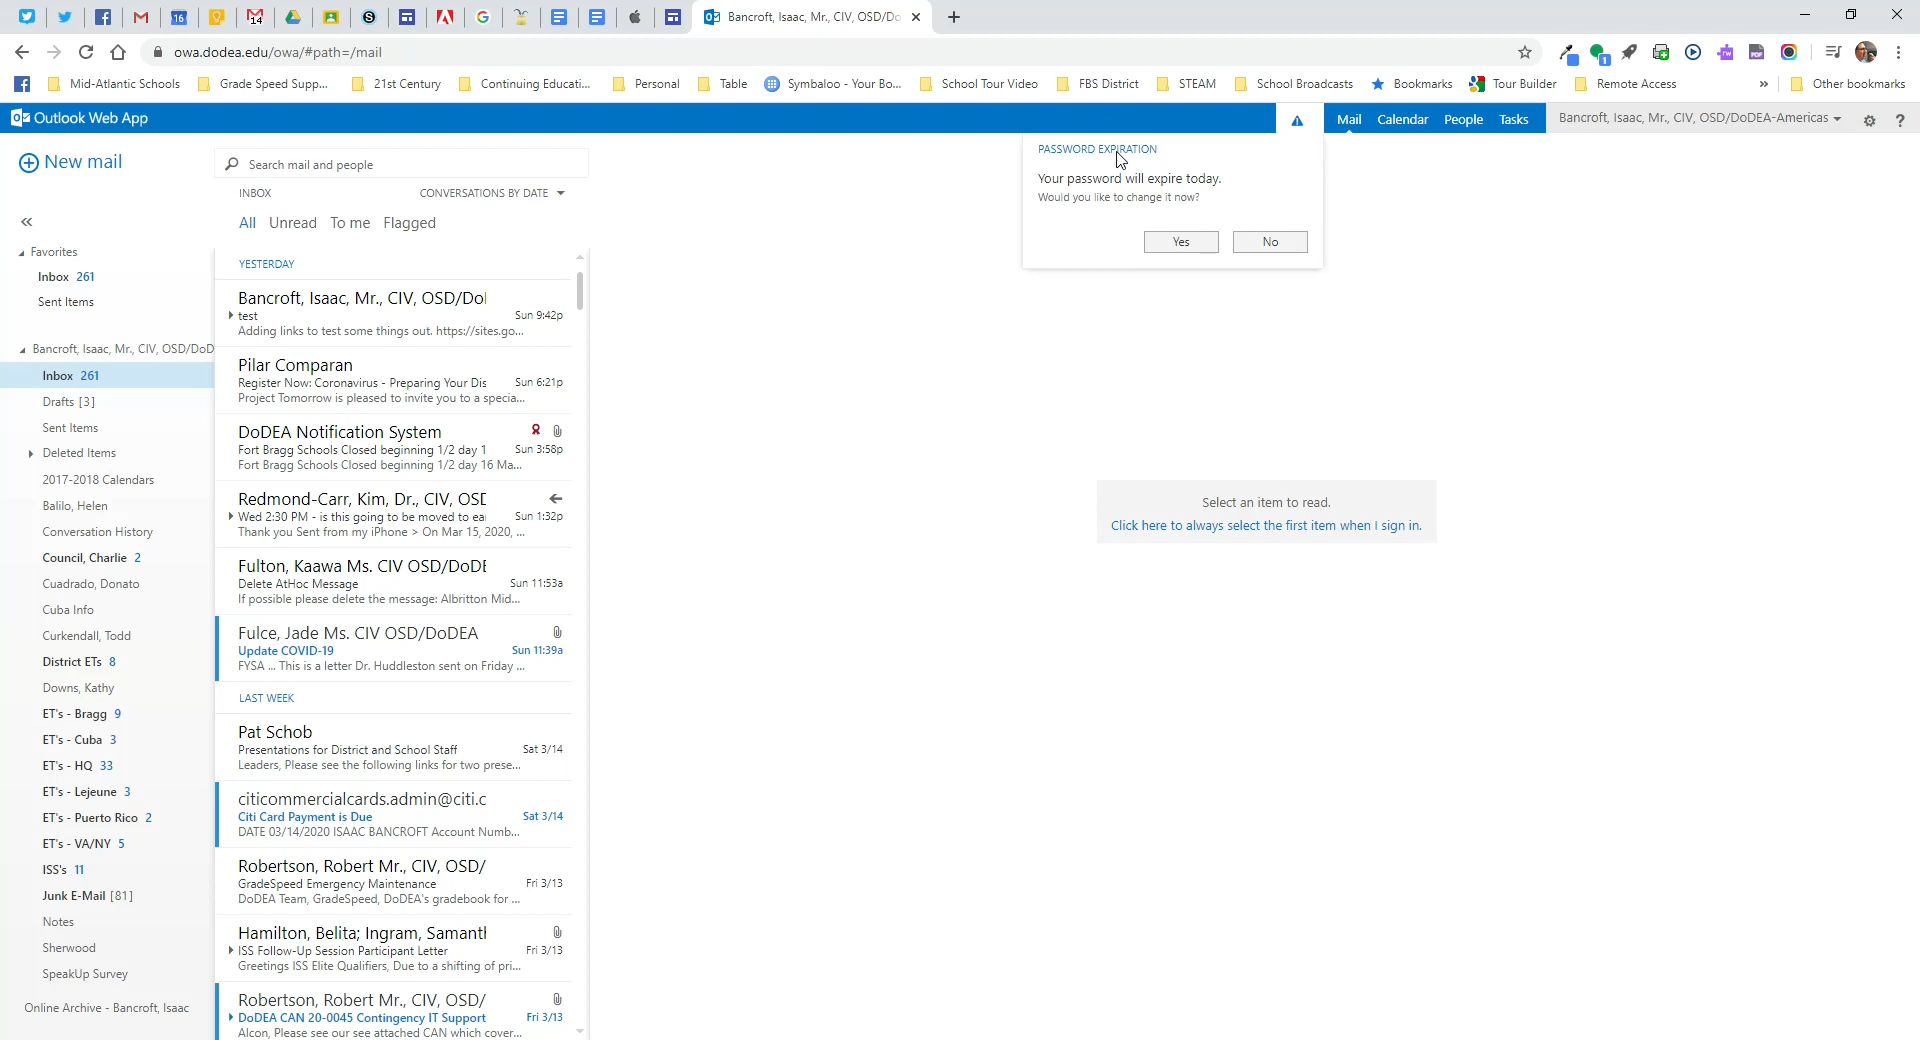 14
16
Bancroft, Isaac, Mr., CIV, OSD/Do
owa.dodea.edu/owa/#path=/mail
1
Mid-Atlantic Schools
Grade Speed Supp...
21st Century
Continuing Educati...
Personal
Table
Symbaloo - Your Bo...
School Tour Video
FBS District
STEAM
School Broadcasts
Bookmarks
Tour Builder
Remote Access
»
Other bookmarks
Outlook Web App
Mail
Calendar
People
Tasks
Bancroft, Isaac, Mr., CIV, OSD/DoDEA-Americas
?
New mail
Favorites
Inbox 261
Sent Items
Bancroft, Isaac, Mr., CIV, OSD/DoD
Inbox 261
Drafts [3]
Sent Items
Deleted Items
2017-2018 Calendars
Balilo, Helen
Conversation History
Council, Charlie 2
Cuadrado, Donato
Cuba Info
Curkendall, Todd
District ETs 8
Downs, Kathy
ET's - Bragg 9
ET's - Cuba 3
ET's - HQ 33
ET's - Lejeune 3
ET's - Puerto Rico 2
ET's - VA/NY 5
ISS's 11
Junk E-Mail [81]
Notes
Sherwood
SpeakUp Survey
Online Archive - Bancroft, Isaac
Search mail and people
INBOX
CONVERSATIONS BY DATE
All Unread To me Flagged
YESTERDAY
Bancroft, Isaac, Mr., CIV, OSD/Do
test
Sun 9:42p
Adding links to test some things out. https://sites.go...
Pilar Comparan
Register Now: Coronavirus - Preparing Your Dis
Sun 6:21p
Project Tomorrow is pleased to invite you to a specia...
DoDEA Notification System
Fort Bragg Schools Closed beginning 1/2 day 1
Sun 3:58p
Fort Bragg Schools Closed beginning 1/2 day 16 Ma...
Redmond-Carr, Kim, Dr., CIV, OSD
Wed 2:30 PM - is this going to be moved to ea
Sun 1:32p
Thank you Sent from my iPhone > On Mar 15, 2020, ...
Fulton, Kaawa Ms. CIV OSD/DoDE
Delete AtHoc Message
Sun 11:53a
If possible please delete the message: Albritton Mid...
Fulce, Jade Ms. CIV OSD/DoDEA
Update COVID-19
Sun 11:39a
FYSA ... This is a letter Dr. Huddleston sent on Friday ...
LAST WEEK
Pat Schob
Presentations for District and School Staff
Sat 3/14
Leaders, Please see the following links for two prese...
citicommercialcards.admin@citi.c
Citi Card Payment is Due
Sat 3/14
DATE 03/14/2020 ISAAC BANCROFT Account Numb...
Robertson, Robert Mr., CIV, OSD/
GradeSpeed Emergency Maintenance
Fri 3/13
DoDEA Team, GradeSpeed, DoDEA's gradebook for ...
Hamilton, Belita; Ingram, Samanth
ISS Follow-Up Session Participant Letter
Fri 3/13
Greetings ISS Elite Qualifiers, Due to a shifting of pri...
Robertson, Robert Mr., CIV, OSD/
DoDEA CAN 20-0045 Contingency IT Support
Fri 3/13
Alcon, Please see our see attached CAN which cover...
PASSWORD EXPIRATION
Your password will expire today.
Would you like to change it now?
Yes
No
Select an item to read.
Click here to always select the first item when I sign in.